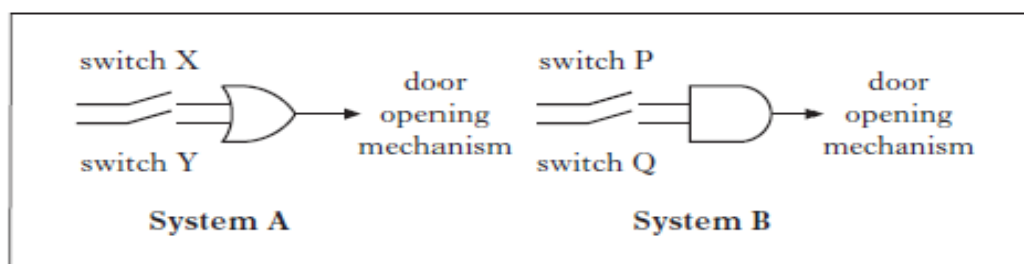 switch X
door
opening
mechanism
switch Y
System A
switch P
door
opening
mechanism
switch Q
System B